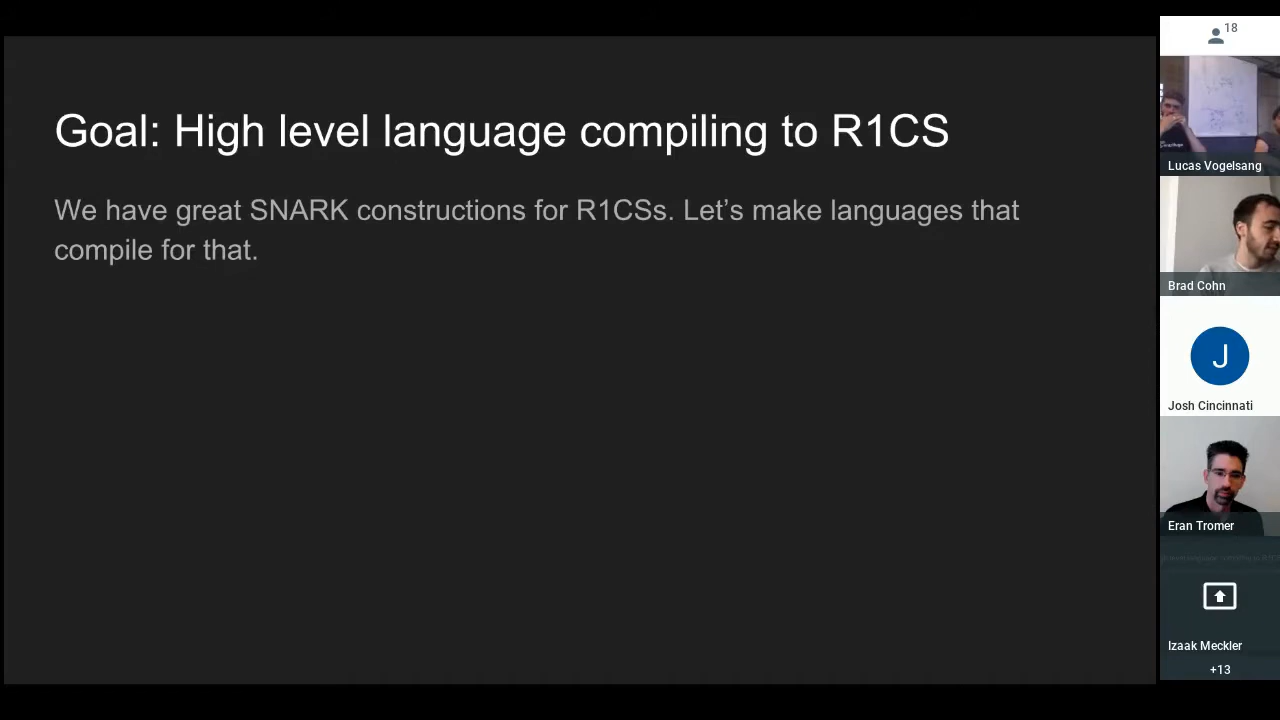 Goal: High level language compiling to R1CS
We have great SNARK constructions for R1CSs. Let's make languages that
compile for that.
18
Lucas Vogelsang
Brad Cohn
J
Josh Cincinnati
Eran Tromer
Izaak Meckler
+13